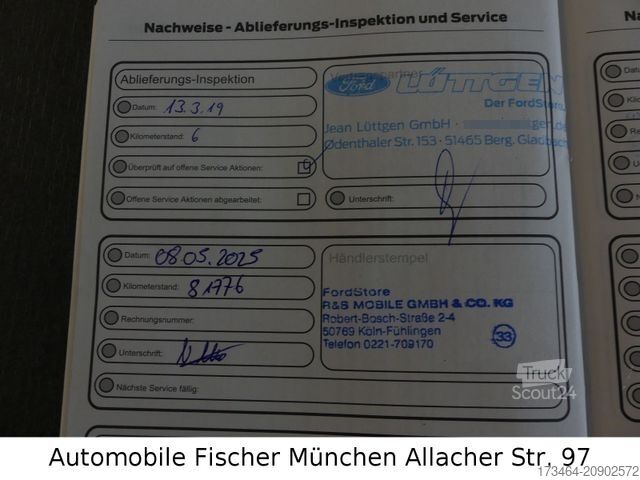 Nachweise - Ablieferungs-Inspektion und Service
Ablieferungs-Inspektion
Datum: 13.3.19
Kilometerstand: 6
Überprüft auf offene Service Aktionen:
Offene Service Aktionen abgearbeitet:
Ford LÜTTGEN
Der FordStore.
Jean Lüttgen GmbH
Odenthaler Str. 153 · 51465 Berg. Gladbach
Unterschrift:
Datum: 08.05.2025
Kilometerstand: 81776
Rechnungsnummer:
Unterschrift:
Nächste Service fällig:
Händlerstempel
FordStore
R&S MOBILE GMBH & CO. KG
Robert-Bosch-Straße 2-4
50769 Köln-Fühlingen
Telefon 0221-709170
33
Truck
Scout24
Automobile Fischer München Allacher Str. 97
173464-20902572